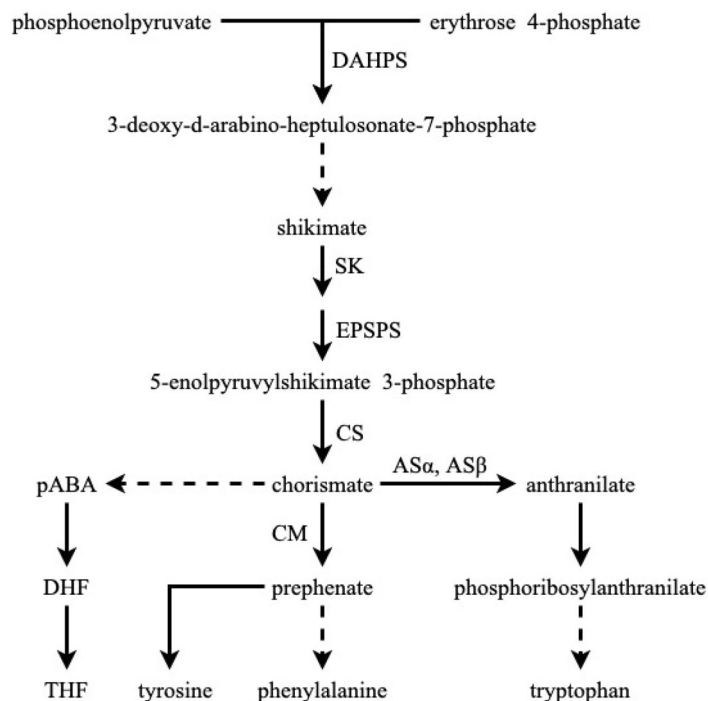 phosphoenolpyruvate erythrose 4-phosphate
DAHPS
3-deoxy-d-arabino-heptulosonate-7-phosphate
shikimate
SK
EPSPS
5-enolpyruvylshikimate 3-phosphate
CS
pABA chorismate ASα, ASβ anthranilate
CM
DHF prephenate phosphoribosylanthranilate
THF tyrosine phenylalanine tryptophan